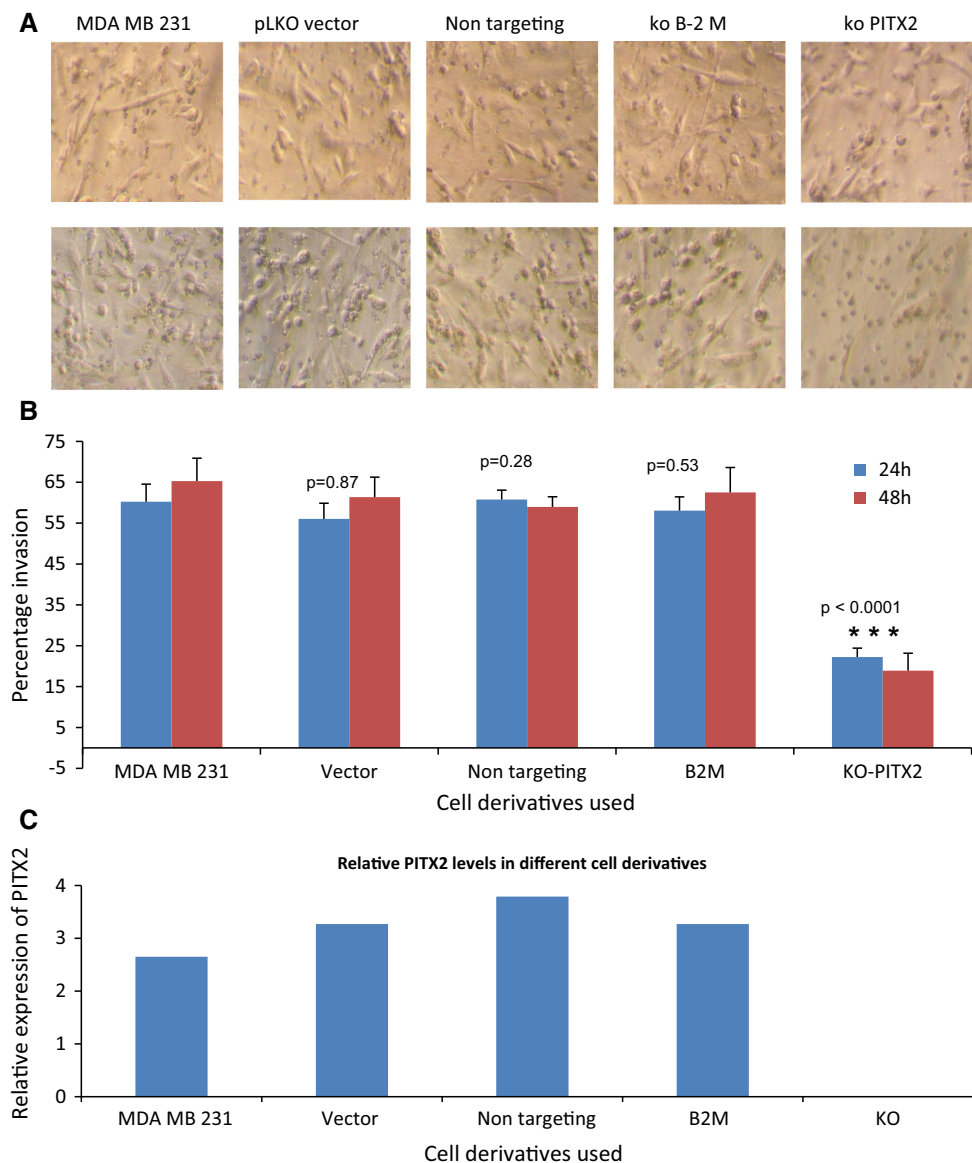 A
MDA MB 231 pLKO vector Non targeting ko B-2 M ko PITX2
B
75
65
55
45
35
25
15
5
-5
Percentage invasion
p=0.87
p=0.28
p=0.53
p < 0.0001
* * *
24h
48h
MDA MB 231 Vector Non targeting B2M KO-PITX2
Cell derivatives used
C
Relative PITX2 levels in different cell derivatives
Relative expression of PITX2
4
3
2
1
0
MDA MB 231 Vector Non targeting B2M KO
Cell derivatives used